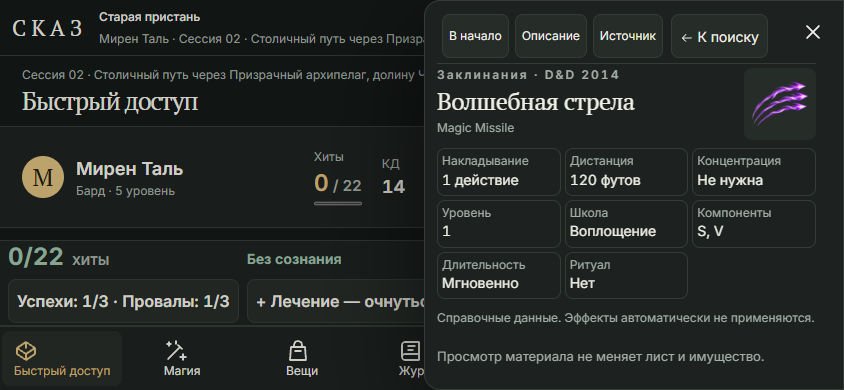 СКАЗ
Старая пристань
Мирен Таль · Сессия 02 · Столичный путь через Призра
Сессия 02 · Столичный путь через Призрачный архипелаг, долину Ч
Быстрый доступ
М
Мирен Таль
Бард · 5 уровень
Хиты
0 / 22
КД
14
0/22 хиты
Без сознания
Успехи: 1/3 · Провалы: 1/3
+ Лечение — очнутьс
Быстрый доступ
Магия
Вещи
Жур
В начало
Описание
Источник
← К поиску
Заклинания · D&D 2014
Волшебная стрела
Magic Missile
Накладывание
1 действие
Дистанция
120 футов
Концентрация
Не нужна
Уровень
1
Школа
Воплощение
Компоненты
S, V
Длительность
Мгновенно
Ритуал
Нет
Справочные данные. Эффекты автоматически не применяются.
Просмотр материала не меняет лист и имущество.